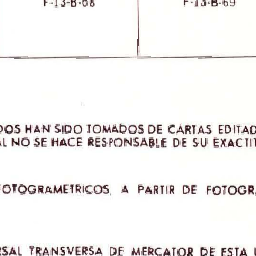 F-13-B-68 F-13-B-69
DOS HAN SIDO TOMADOS DE CARTAS EDITAD
AL NO SE HACE RESPONSABLE DE SU EXACTIT
FOTOGRAMETRICOS, A PARTIR DE FOTOGR
RSAL TRANSVERSA DE MERCATOR DE ESTA